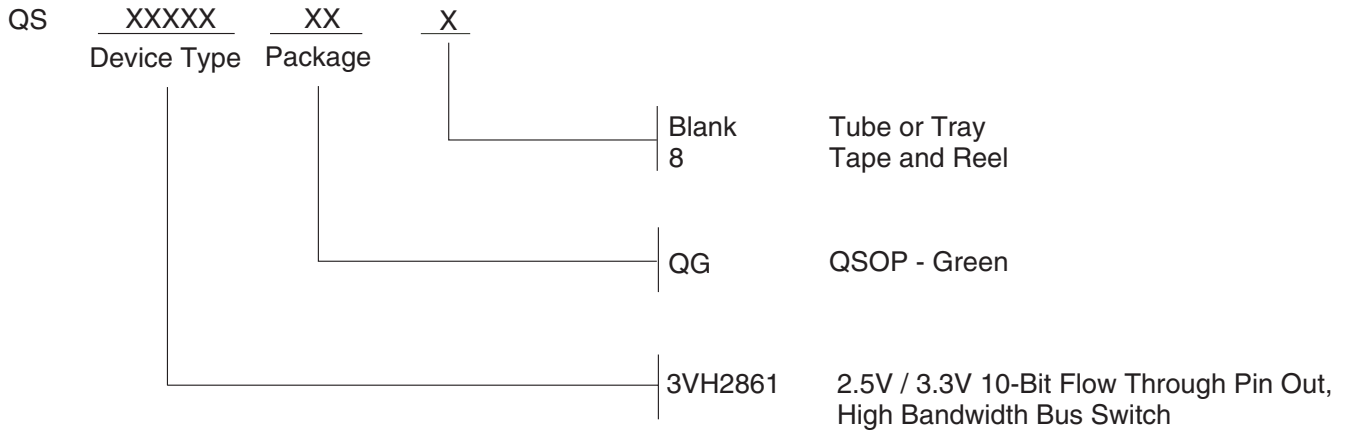 QS XXXXX XX X
Device Type Package
Blank Tube or Tray
8 Tape and Reel
QG QSOP - Green
3VH2861 2.5V / 3.3V 10-Bit Flow Through Pin Out,
High Bandwidth Bus Switch